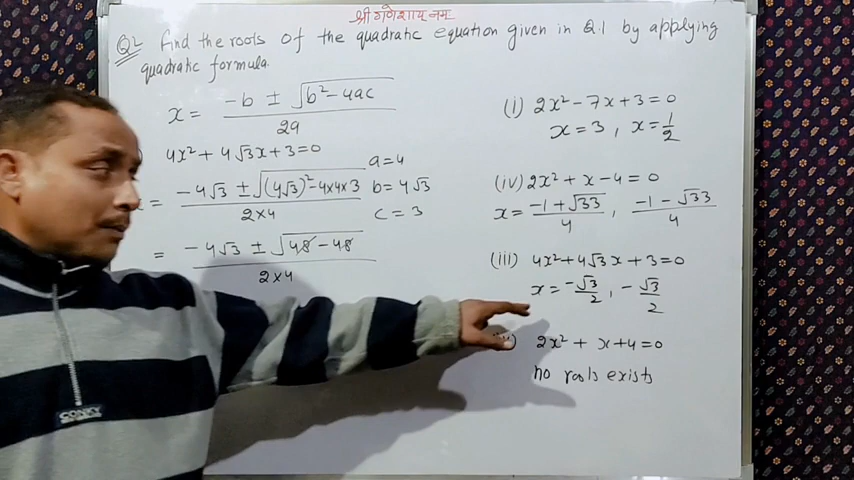 श्री गणेशाय नमः
Q2 Find the roots of the quadratic equation given in Q.1 by applying
quadratic formula.
x = -b ± √b² - 4ac / 2a
4x² + 4√3x + 3 = 0
a = 4
= -4√3 ± √(4√3)² - 4×4×3 / 2×4
b = 4√3
c = 3
= -4√3 ± √48 - 48 / 2×4
(i) 2x² - 7x + 3 = 0
x = 3 , x = 1/2
(iv) 2x² + x - 4 = 0
x = -1 + √33 / 4 , -1 - √33 / 4
(iii) 4x² + 4√3x + 3 = 0
x = -√3/2 , -√3/2
2x² + x + 4 = 0
no roots exists
CONEY